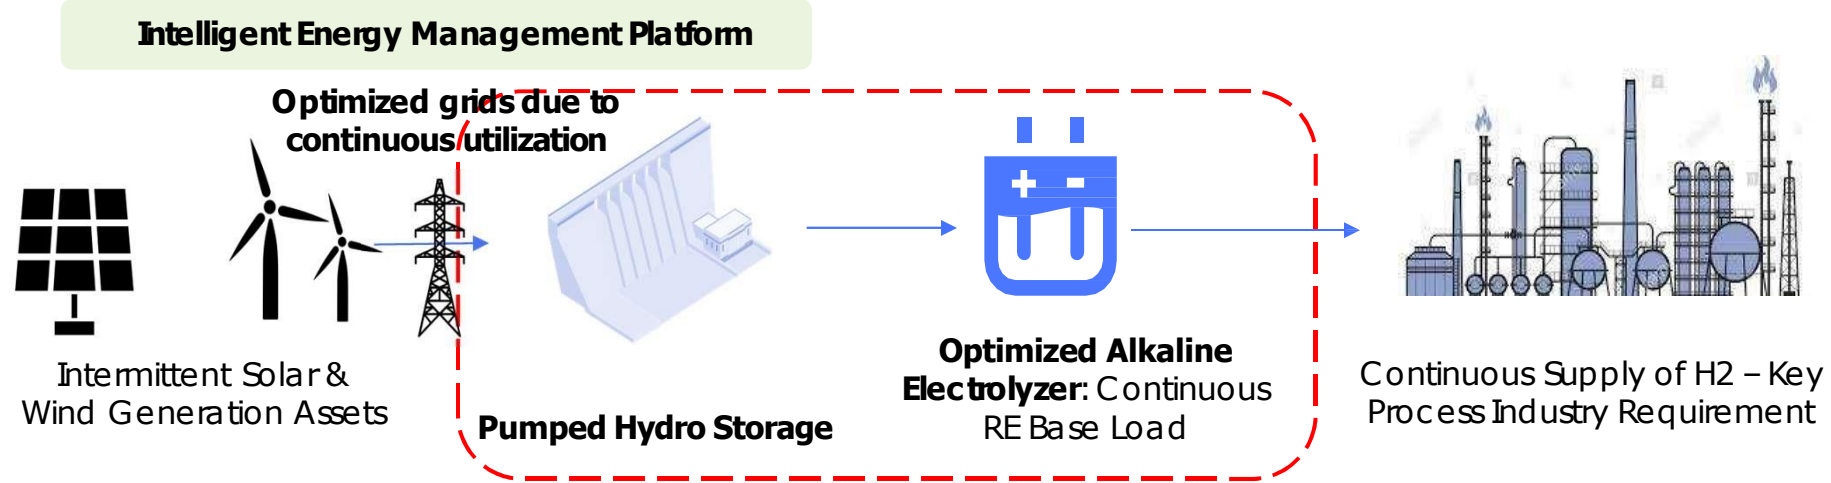 Intelligent Energy Management Platform
Optimized grids due to
continuous utilization
Intermittent Solar &
Wind Generation Assets
Pumped Hydro Storage
Optimized Alkaline
Electrolyzer: Continuous
RE Base Load
Continuous Supply of H2 – Key
Process Industry Requirement